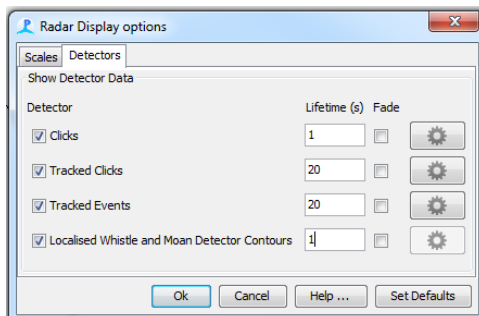 Radar Display options
Scales Detectors
Show Detector Data
Detector Lifetime (s) Fade
Clicks 1
Tracked Clicks 20
Tracked Events 20
Localised Whistle and Moan Detector Contours 1
Ok Cancel Help ... Set Defaults